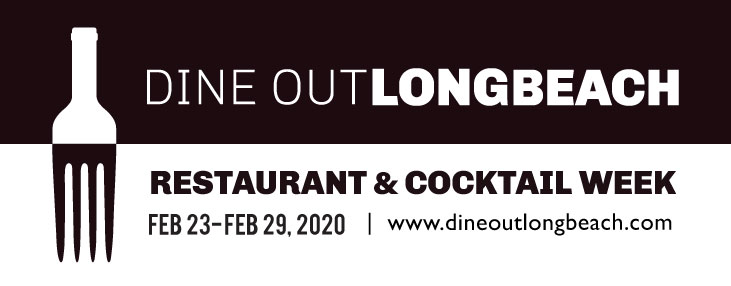 DINE OUTLONGBEACH
RESTAURANT & COCKTAIL WEEK
FEB 23-FEB 29, 2020 | www.dineoutlongbeach.com